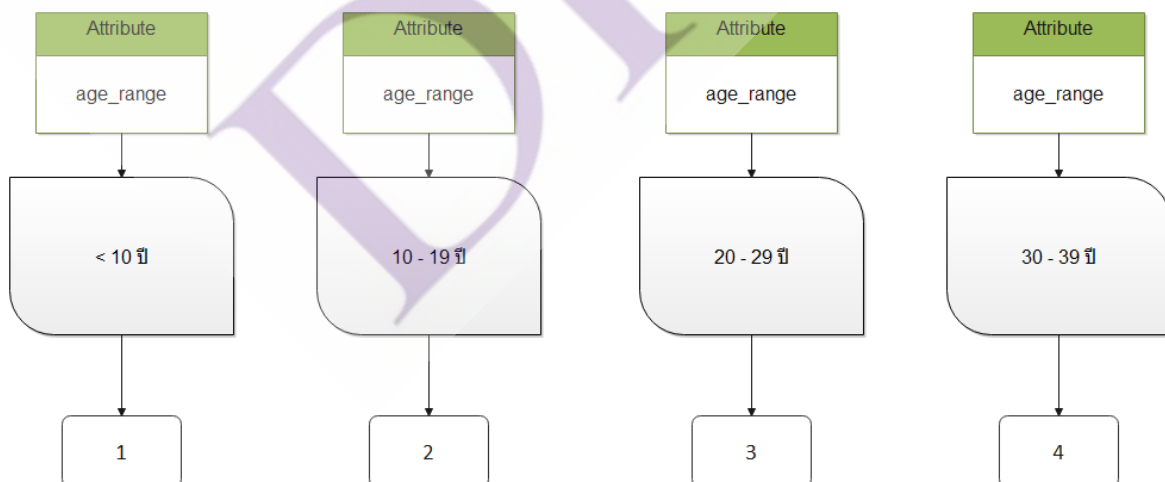 Attribute
Attribute
Attribute
Attribute
age_range
age_range
age_range
age_range
< 10 ปี
10 - 19 ปี
20 - 29 ปี
30 - 39 ปี
1
2
3
4